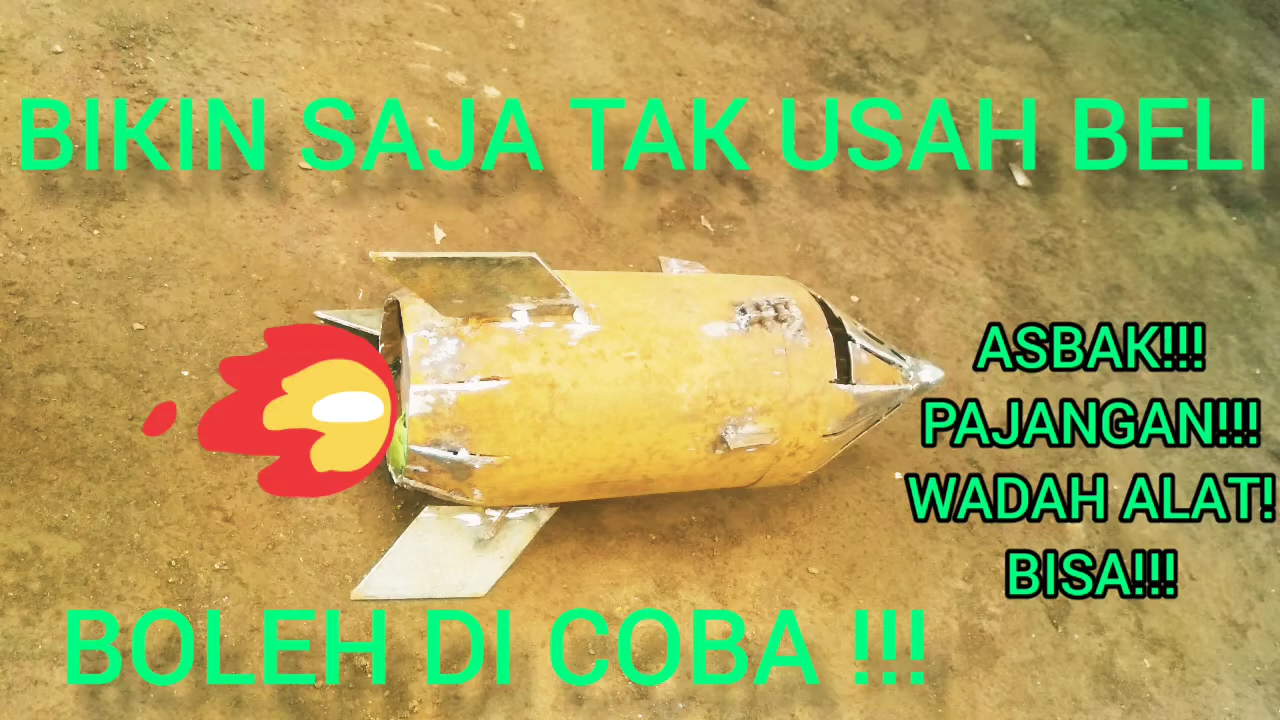 BIKIN SAJA TAK USAH BELI
ASBAK!!!
PAJANGAN!!!
WADAH ALAT!
BISA!!!
BOLEH DI COBA !!!